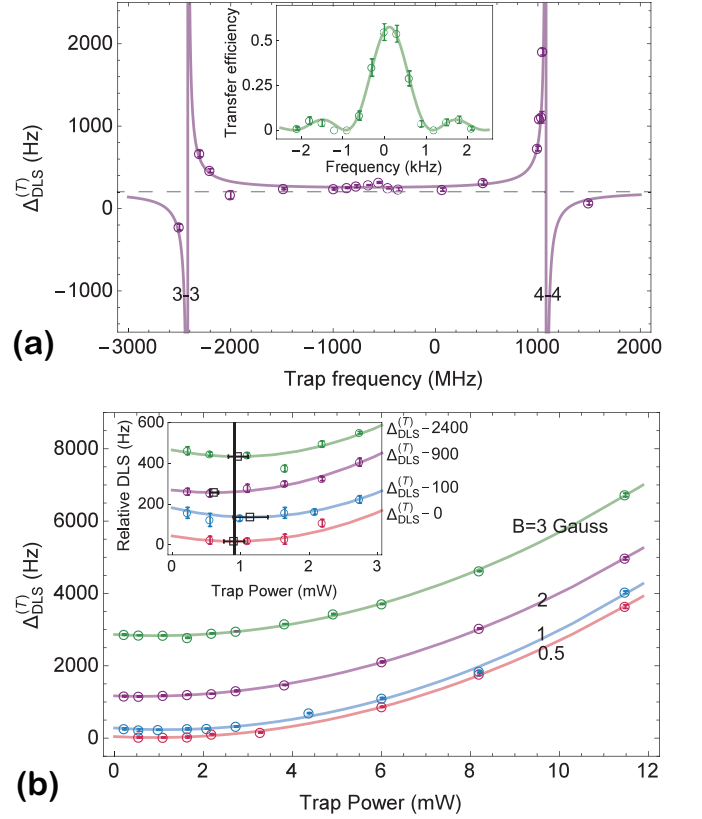 Δ_DLS^(T) (Hz)
2000
1000
0
−1000
Transfer efficiency
0.5
0.25
0
−2 −1 0 1 2
Frequency (kHz)
3-3
4-4
(a)
−3000 −2000 −1000 0 1000 2000
Trap frequency (MHz)
Δ_DLS^(T) (Hz)
8000
6000
4000
2000
0
Relative DLS (Hz)
600
400
200
0
0 1 2 3
Trap Power (mW)
Δ_DLS^(T) − 2400
Δ_DLS^(T) − 900
Δ_DLS^(T) − 100
Δ_DLS^(T) − 0
B=3 Gauss
2
1
0.5
(b)
0 2 4 6 8 10 12
Trap Power (mW)